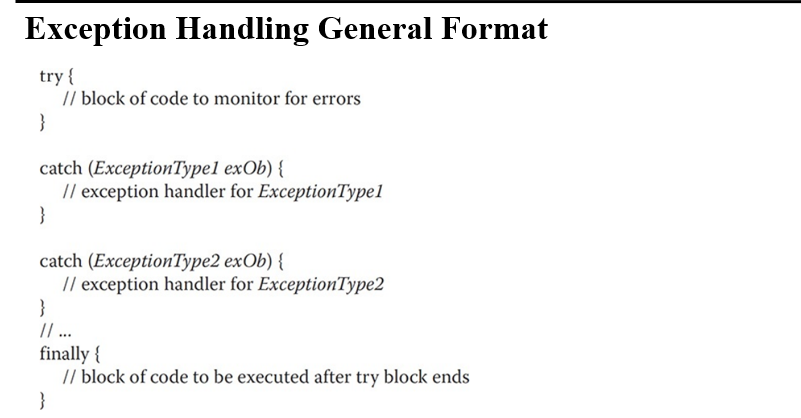 Exception Handling General Format
try {
// block of code to monitor for errors
}
catch (ExceptionType1 exOb) {
// exception handler for ExceptionType1
}
catch (ExceptionType2 exOb) {
// exception handler for ExceptionType2
}
// ...
finally {
// block of code to be executed after try block ends
}